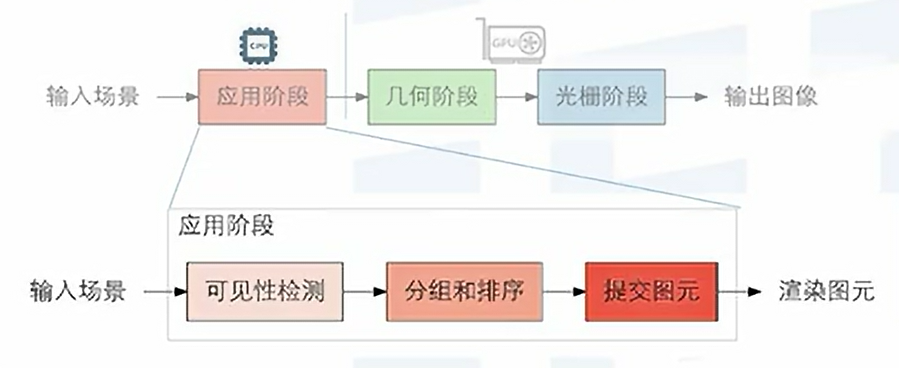 CPU
GPU
输入场景
应用阶段
几何阶段
光栅阶段
输出图像
应用阶段
输入场景
可见性检测
分组和排序
提交图元
渲染图元